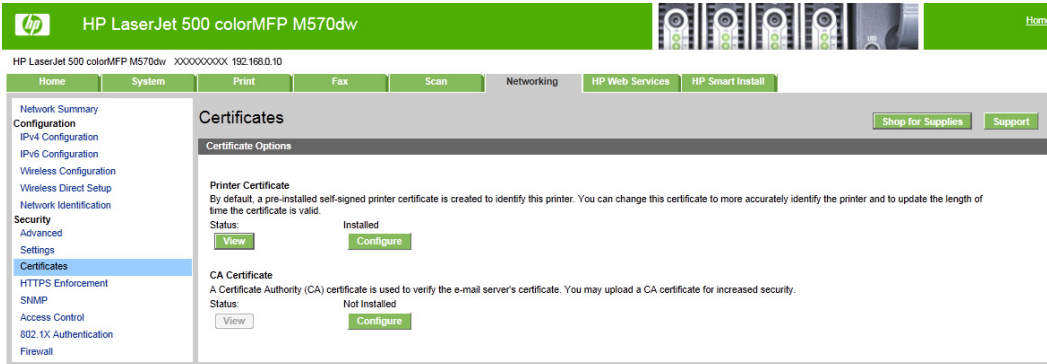 hp
HP LaserJet 500 colorMFP M570dw
Home
HP LaserJet 500 colorMFP M570dw XXXXXXXXX 192.168.0.10
Home System Print Fax Scan Networking HP Web Services HP Smart Install
Network Summary
Configuration
IPv4 Configuration
IPv6 Configuration
Wireless Configuration
Wireless Direct Setup
Network Identification
Security
Advanced
Settings
Certificates
HTTPS Enforcement
SNMP
Access Control
802.1X Authentication
Firewall
Certificates
Shop for Supplies Support
Certificate Options
Printer Certificate
By default, a pre-installed self-signed printer certificate is created to identify this printer. You can change this certificate to more accurately identify the printer and to update the length of
time the certificate is valid.
Status: Installed
View Configure
CA Certificate
A Certificate Authority (CA) certificate is used to verify the e-mail server's certificate. You may upload a CA certificate for increased security.
Status: Not Installed
View Configure